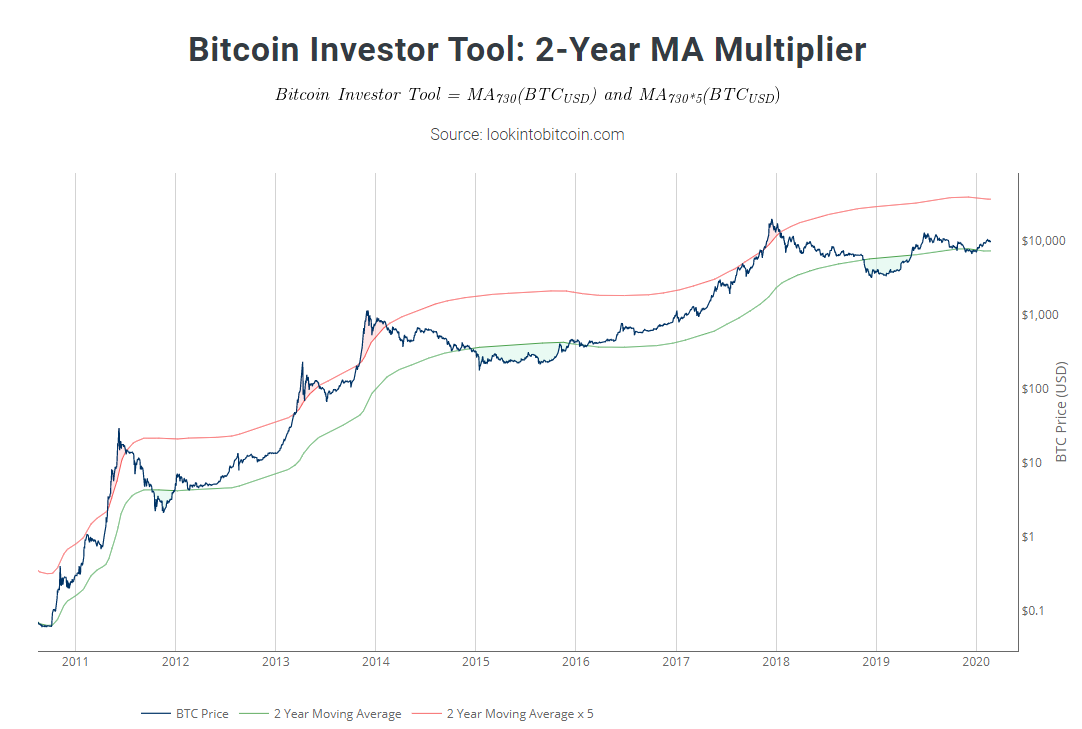 Bitcoin Investor Tool: 2-Year MA Multiplier
Bitcoin Investor Tool = MA730(BTCUSD) and MA730*5(BTCUSD)
Source: lookintobitcoin.com
$10,000
$1,000
$100
$10
$1
$0.1
BTC Price (USD)
2011 2012 2013 2014 2015 2016 2017 2018 2019 2020
BTC Price 2 Year Moving Average 2 Year Moving Average x 5